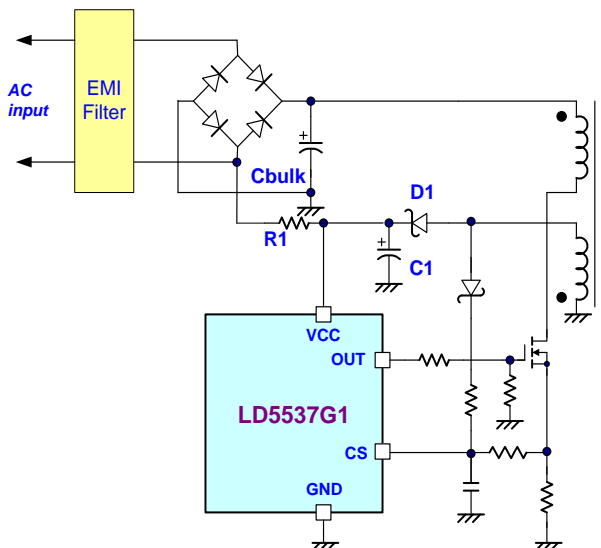 AC
input
EMI
Filter
+
Cbulk
D1
R1
+
C1
VCC
OUT
LD5537G1
CS
GND